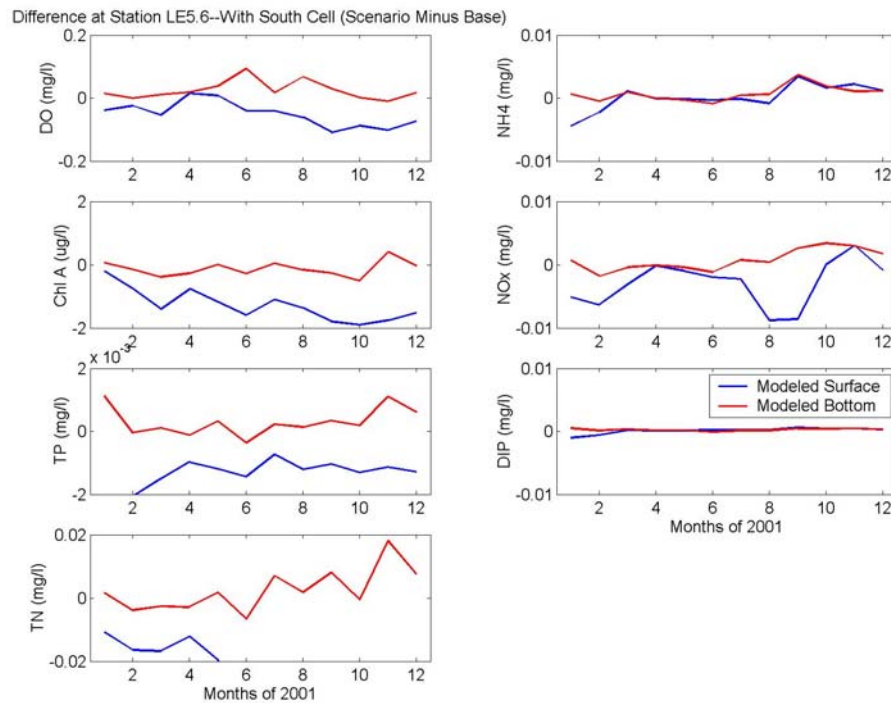 Difference at Station LE5.6--With South Cell (Scenario Minus Base)
0.2
0
-0.2
DO (mg/l)
2 4 6 8 10 12
0.01
0
-0.01
NH4 (mg/l)
2 4 6 8 10 12
2
0
-2
Chl A (ug/l)
2 4 6 8 10 12
0.01
0
-0.01
NOx (mg/l)
2 4 6 8 10 12
x 10-3
2
0
-2
TP (mg/l)
2 4 6 8 10 12
0.01
0
-0.01
DIP (mg/l)
Modeled Surface
Modeled Bottom
2 4 6 8 10 12
Months of 2001
0.02
0
-0.02
TN (mg/l)
2 4 6 8 10 12
Months of 2001